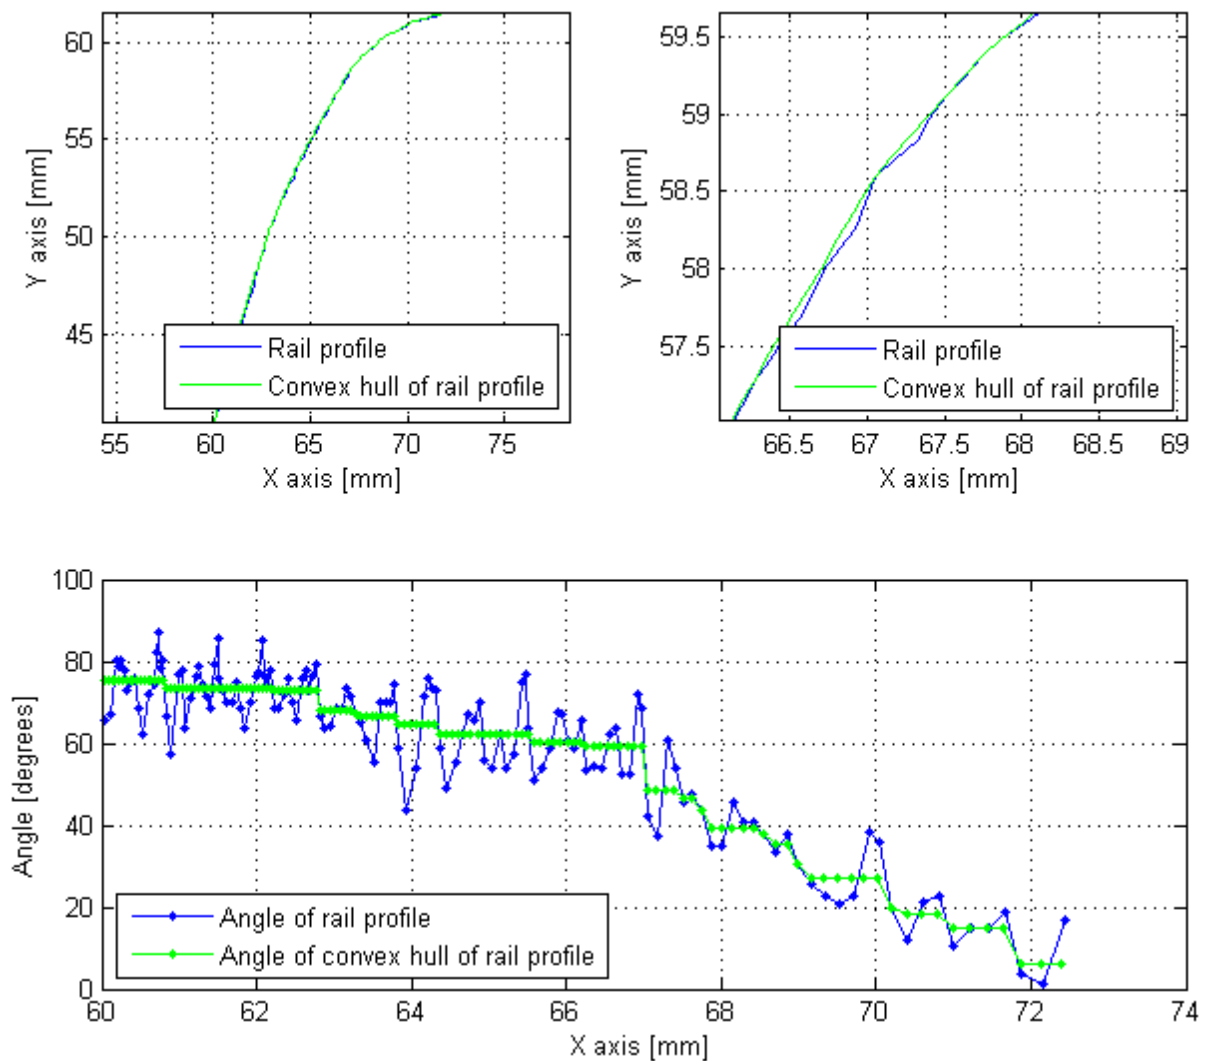 60
55
50
45
Y axis [mm]
Rail profile
Convex hull of rail profile
55 60 65 70 75
X axis [mm]
59.5
59
58.5
58
57.5
Y axis [mm]
Rail profile
Convex hull of rail profile
66.5 67 67.5 68 68.5 69
X axis [mm]
100
80
60
40
20
0
Angle [degrees]
Angle of rail profile
Angle of convex hull of rail profile
60 62 64 66 68 70 72 74
X axis [mm]